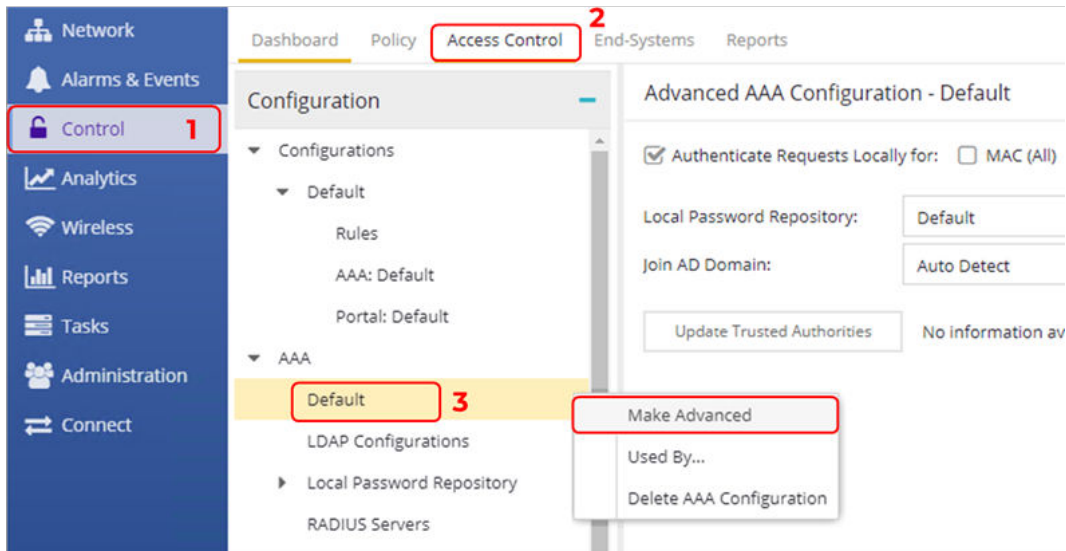 Network
Alarms & Events
Control 1
Analytics
Wireless
Reports
Tasks
Administration
Connect
2
Dashboard Policy Access Control End-Systems Reports
Configuration
Configurations
Default
Rules
AAA: Default
Portal: Default
AAA
Default 3
LDAP Configurations
Local Password Repository
RADIUS Servers
Advanced AAA Configuration - Default
Authenticate Requests Locally for: MAC (All)
Local Password Repository: Default
Join AD Domain: Auto Detect
Update Trusted Authorities No information av
Make Advanced
Used By...
Delete AAA Configuration